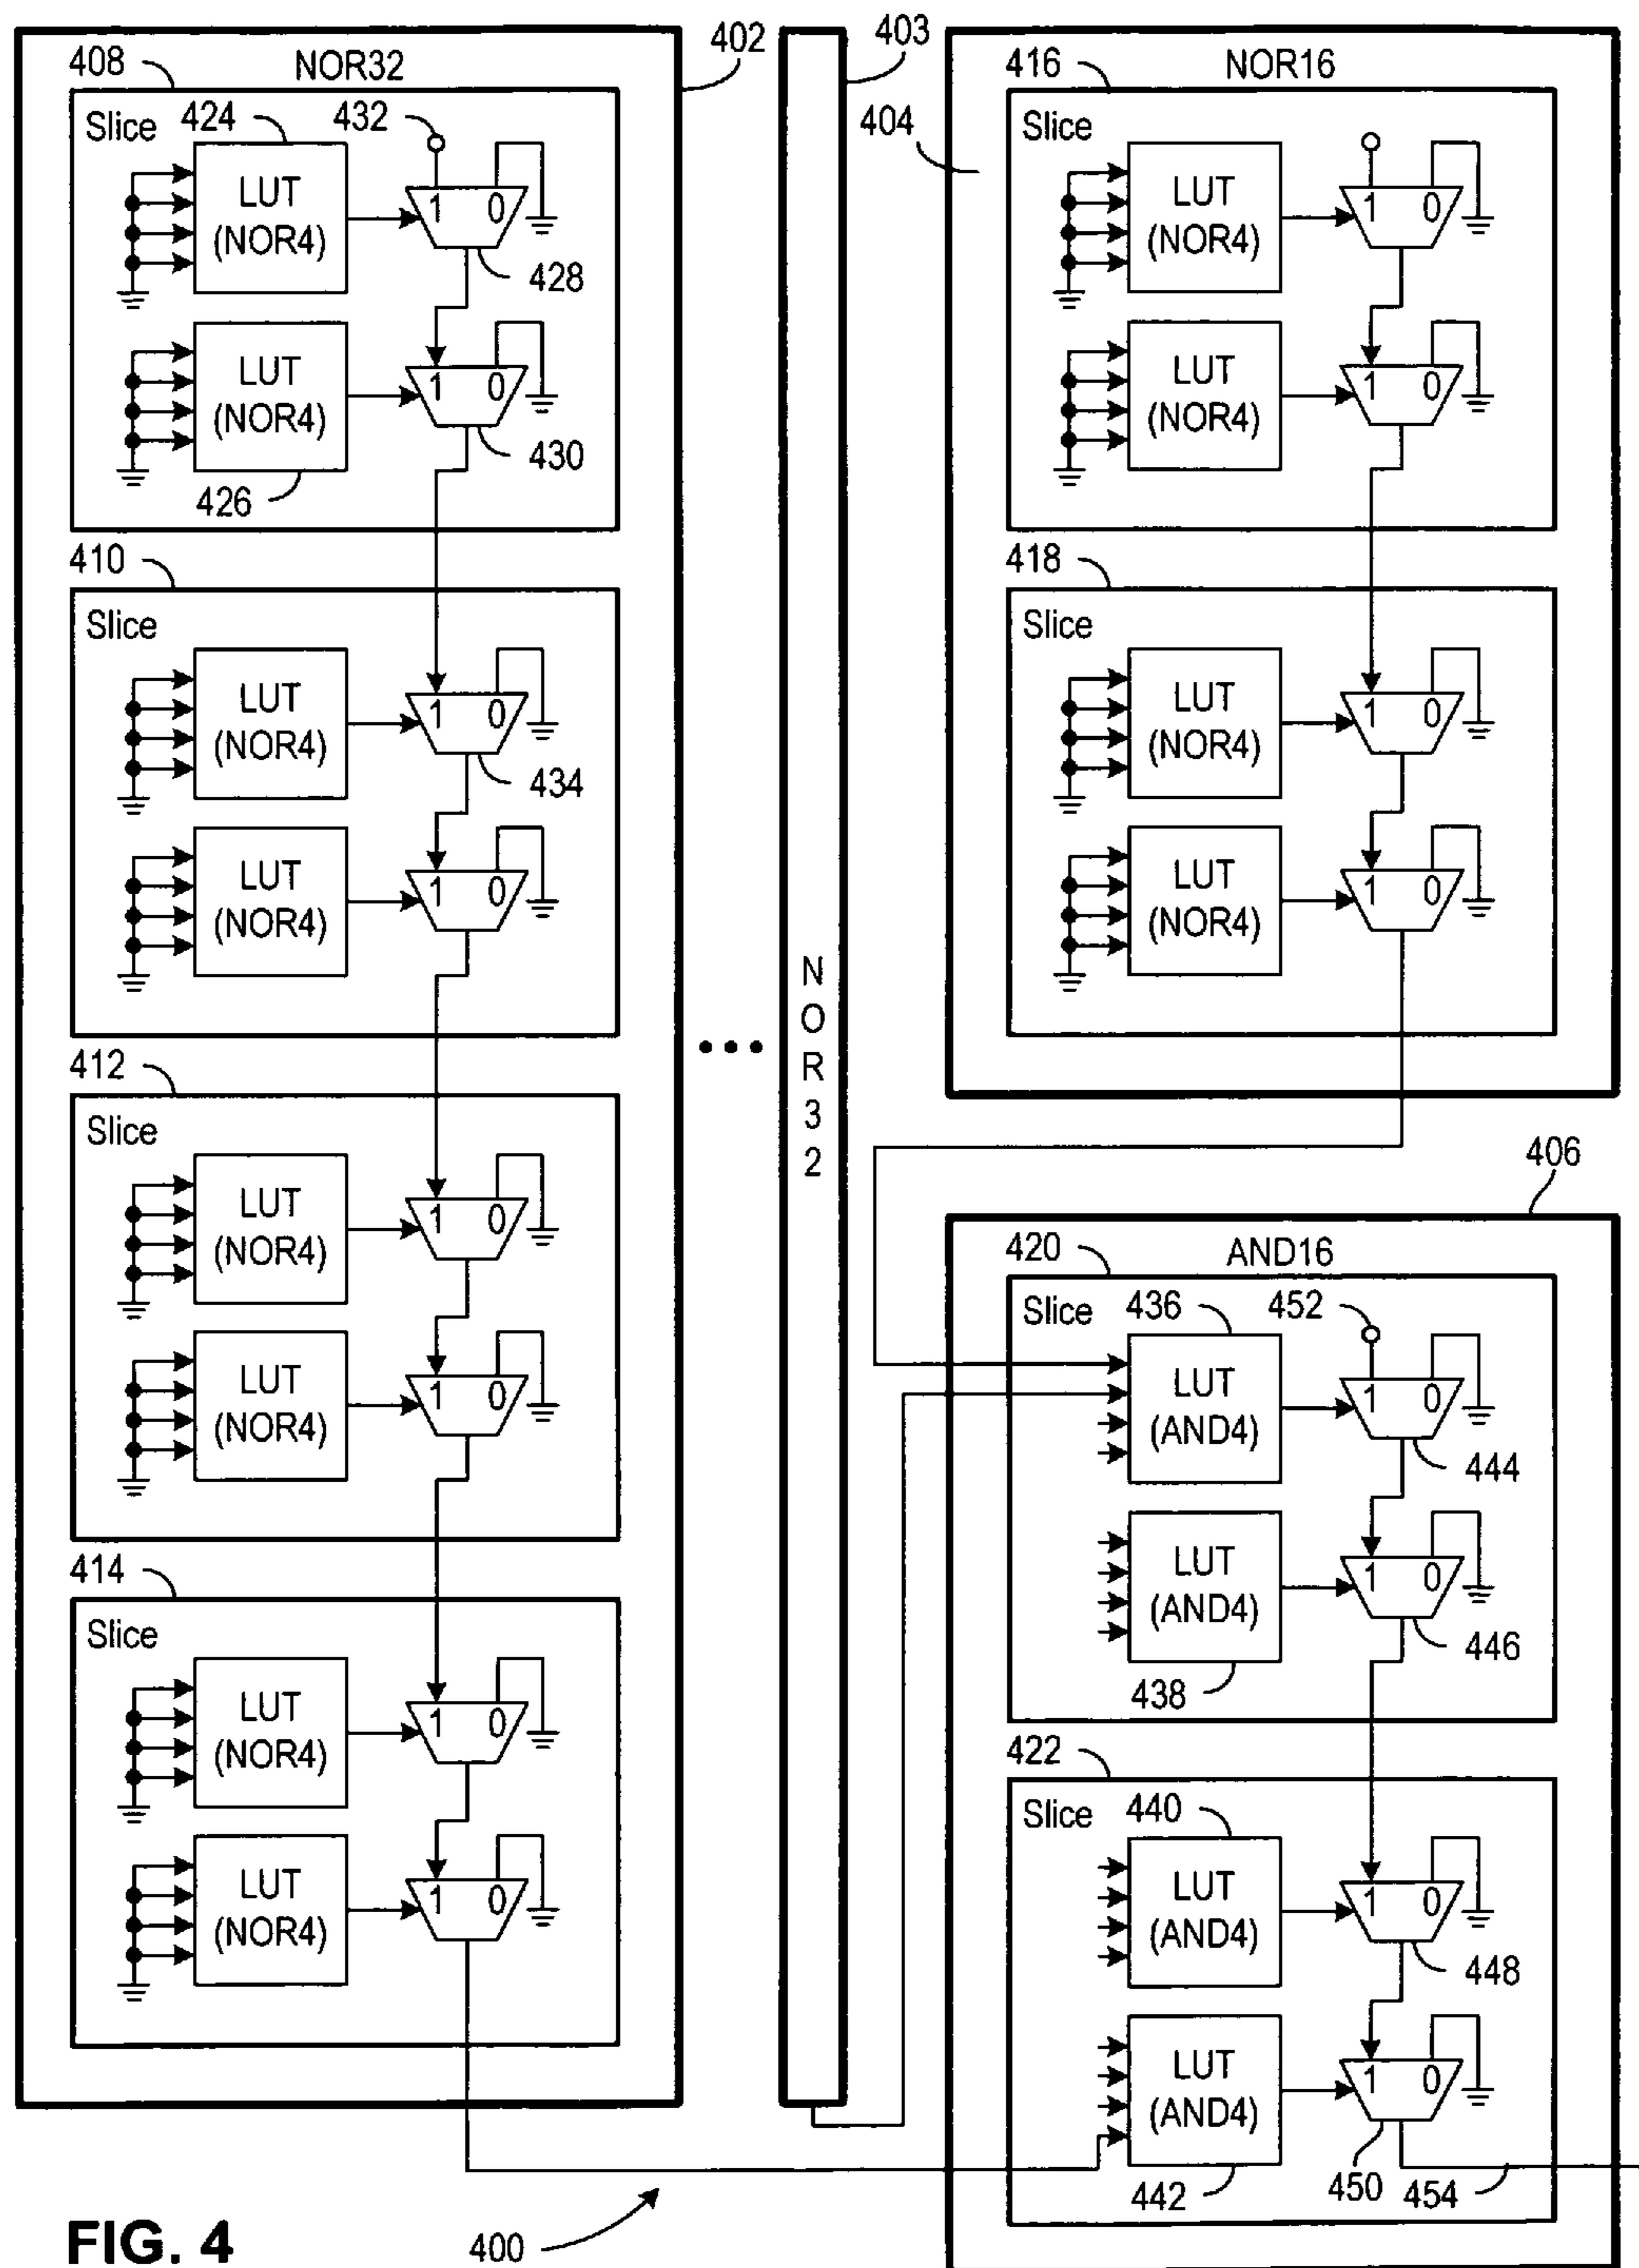 402
403
408
NOR32
416
NOR16
404
Slice
424
432
LUT
(NOR4)
1
0
428
LUT
(NOR4)
1
0
430
426
Slice
LUT
(NOR4)
1
0
LUT
(NOR4)
1
0
410
Slice
LUT
(NOR4)
1
0
434
LUT
(NOR4)
1
0
418
Slice
LUT
(NOR4)
1
0
LUT
(NOR4)
1
0
N
O
R
3
2
412
Slice
LUT
(NOR4)
1
0
LUT
(NOR4)
1
0
406
420
AND16
Slice
436
452
LUT
(AND4)
1
0
444
LUT
(AND4)
1
0
446
438
414
Slice
LUT
(NOR4)
1
0
LUT
(NOR4)
1
0
422
Slice
440
LUT
(AND4)
1
0
448
LUT
(AND4)
1
0
442
450
454
FIG. 4
400